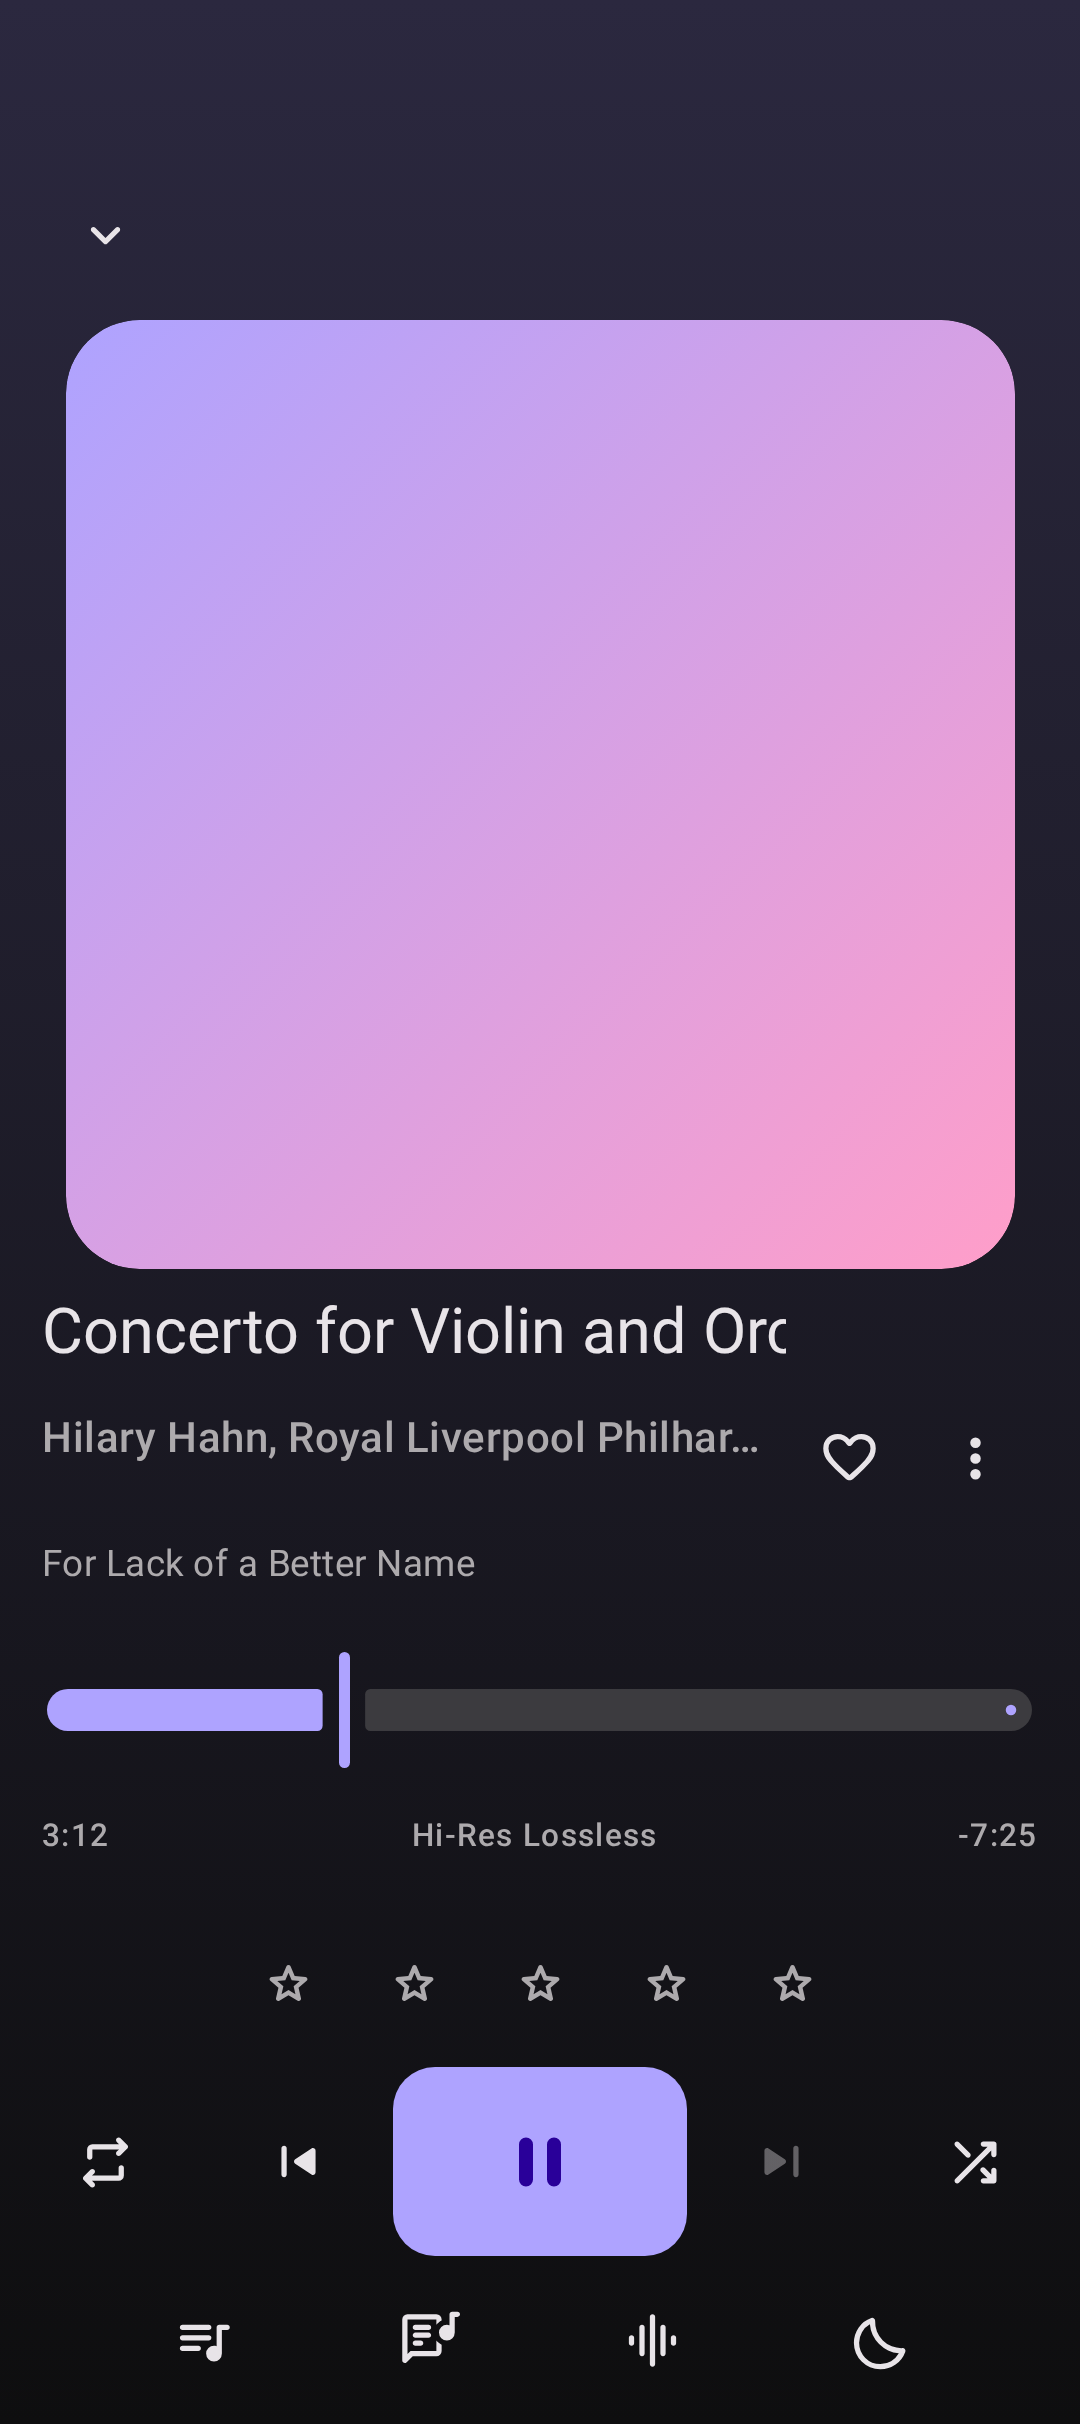 Concerto for Violin and Orc
Hilary Hahn, Royal Liverpool Philhar...
For Lack of a Better Name
3:12
Hi-Res Lossless
-7:25